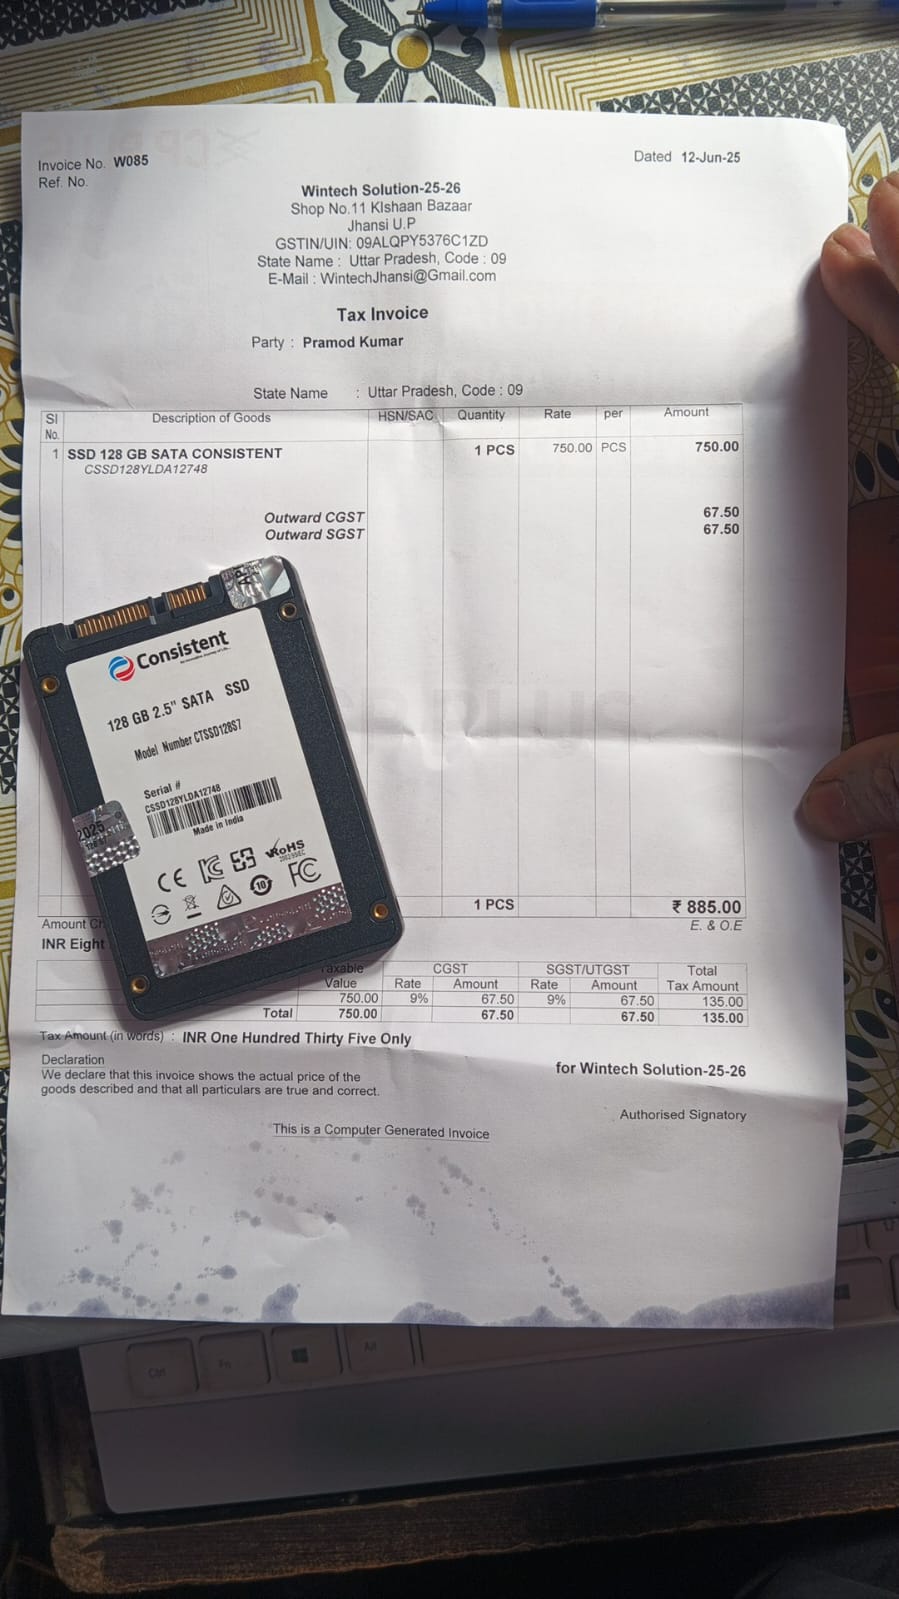 Invoice No. W085
Dated 12-Jun-25
Ref. No.
Wintech Solution-25-26
Shop No.11 KIshaan Bazaar
Jhansi U.P
GSTIN/UIN: 09ALQPY5376C1ZD
State Name : Uttar Pradesh, Code : 09
E-Mail : WintechJhansi@Gmail.com
Tax Invoice
Party : Pramod Kumar
State Name : Uttar Pradesh, Code : 09
Sl No. Description of Goods HSN/SAC Quantity Rate per Amount
1 SSD 128 GB SATA CONSISTENT 1 PCS 750.00 PCS 750.00
CSSD128YLDA12748
Outward CGST 67.50
Outward SGST 67.50
Consistent
128 GB 2.5" SATA SSD
Model Number CTSSD128S7
Serial #
CSSD128YLDA12748
Made in India
2025
CE
RoHS
FC
10
1 PCS ₹ 885.00
Amount
E. & O.E
INR Eight
Taxable Value CGST SGST/UTGST Total
Rate Amount Rate Amount Tax Amount
750.00 9% 67.50 9% 67.50 135.00
Total 750.00 67.50 67.50 135.00
Tax Amount (in words) : INR One Hundred Thirty Five Only
Declaration
We declare that this invoice shows the actual price of the
goods described and that all particulars are true and correct.
for Wintech Solution-25-26
Authorised Signatory
This is a Computer Generated Invoice
Ctrl
Fn
Alt